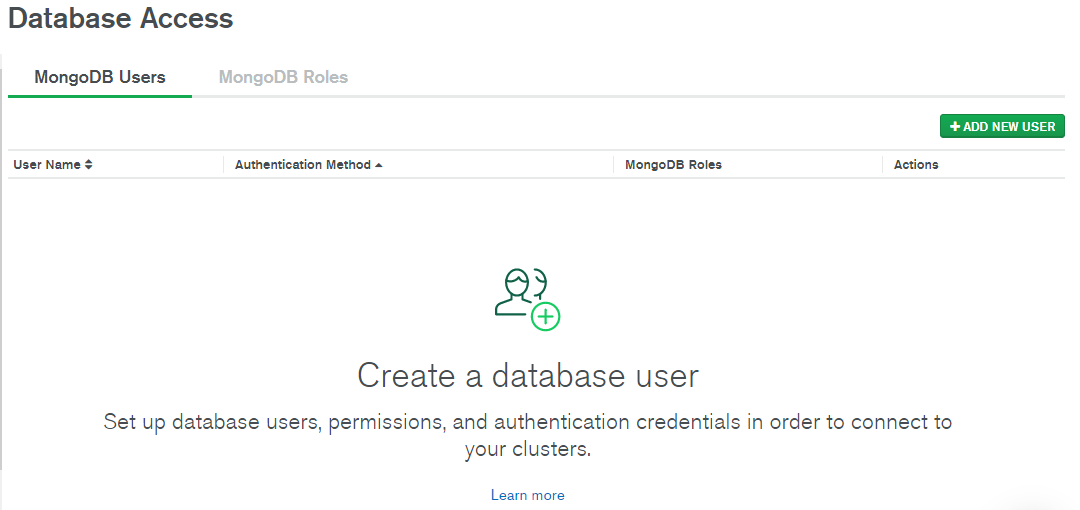 Database Access
MongoDB Users MongoDB Roles
+ ADD NEW USER
User Name Authentication Method MongoDB Roles Actions
Create a database user
Set up database users, permissions, and authentication credentials in order to connect to
your clusters.
Learn more